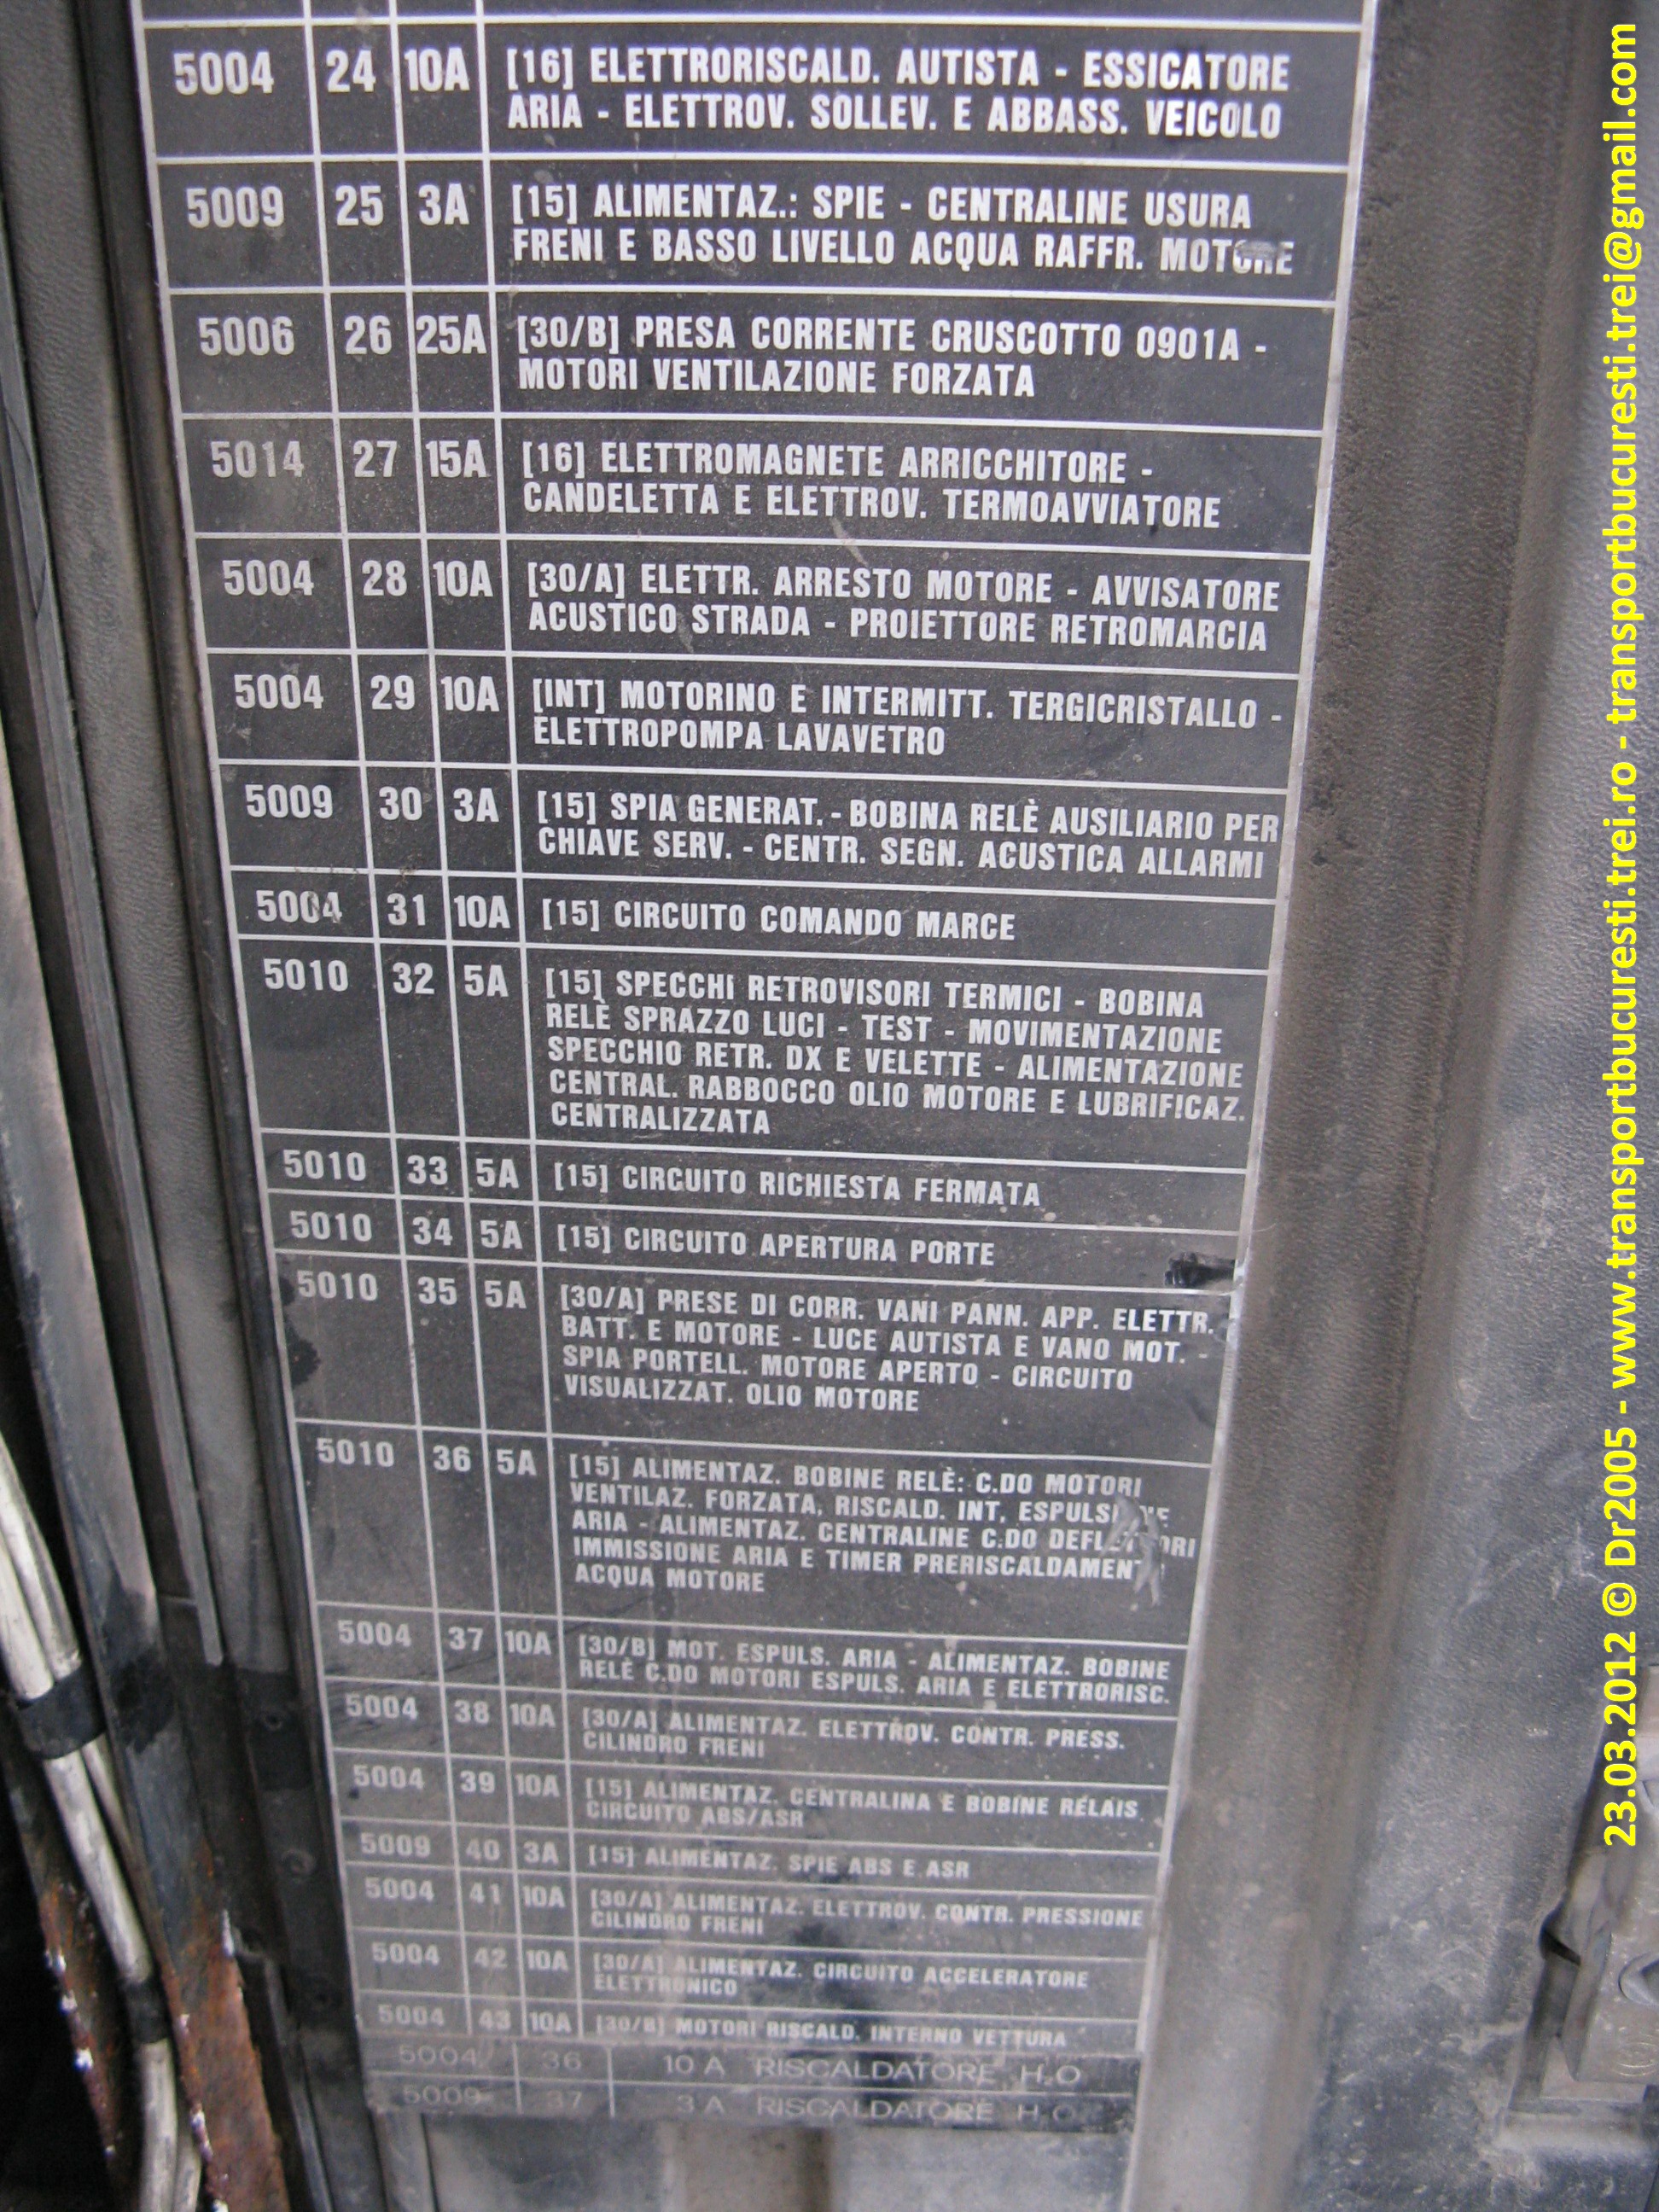 5004 24 10A [16] ELETTRORISCALD. AUTISTA - ESSICATORE
ARIA - ELETTROV. SOLLEV. E ABBASS. VEICOLO
5009 25 3A [15] ALIMENTAZ.: SPIE - CENTRALINE USURA
FRENI E BASSO LIVELLO ACQUA RAFFR. MOTORE
5006 26 25A [30/B] PRESA CORRENTE CRUSCOTTO 0901A -
MOTORI VENTILAZIONE FORZATA
5014 27 15A [16] ELETTROMAGNETE ARRICCHITORE -
CANDELETTA E ELETTROV. TERMOAVVIATORE
5004 28 10A [30/A] ELETTR. ARRESTO MOTORE - AVVISATORE
ACUSTICO STRADA - PROIETTORE RETROMARCIA
5004 29 10A [INT] MOTORINO E INTERMITT. TERGICRISTALLO -
ELETTROPOMPA LAVAVETRO
5009 30 3A [15] SPIA GENERAT. - BOBINA RELÈ AUSILIARIO PER
CHIAVE SERV. - CENTR. SEGN. ACUSTICA ALLARMI
5004 31 10A [15] CIRCUITO COMANDO MARCE
5010 32 5A [15] SPECCHI RETROVISORI TERMICI - BOBINA
RELÈ SPRAZZO LUCI - TEST - MOVIMENTAZIONE
SPECCHIO RETR. DX E VELETTE - ALIMENTAZIONE
CENTRAL. RABBOCCO OLIO MOTORE E LUBRIFICAZ.
CENTRALIZZATA
5010 33 5A [15] CIRCUITO RICHIESTA FERMATA
5010 34 5A [15] CIRCUITO APERTURA PORTE
5010 35 5A [30/A] PRESE DI CORR. VANI PANN. APP. ELETTR.
BATT. E MOTORE - LUCE AUTISTA E VANO MOT. -
SPIA PORTELL. MOTORE APERTO - CIRCUITO
VISUALIZZAT. OLIO MOTORE
5010 36 5A [15] ALIMENTAZ. BOBINE RELÈ: C.DO MOTORI
VENTILAZ. FORZATA, RISCALD. INT, ESPULSIONE
ARIA - ALIMENTAZ. CENTRALINE C.DO DEFLETTORI
IMMISSIONE ARIA E TIMER PRERISCALDAMENT
ACQUA MOTORE
5004 37 10A [30/B] MOT. ESPULS. ARIA - ALIMENTAZ. BOBINE
RELÈ C.DO MOTORI ESPULS. ARIA E ELETTRORISC.
5004 38 10A [30/A] ALIMENTAZ. ELETTROV. CONTR. PRESS.
CILINDRO FRENI
5004 39 10A [15] ALIMENTAZ. CENTRALINA E BOBINE RELAIS
CIRCUITO ABS/ASR
5009 40 3A [15] ALIMENTAZ. SPIE ABS E ASR
5004 41 10A [30/A] ALIMENTAZ. ELETTROV. CONTR. PRESSIONE
CILINDRO FRENI
5004 42 10A [30/A] ALIMENTAZ. CIRCUITO ACCELERATORE
ELETTRONICO
5004 43 10A [30/B] MOTORI RISCALD. INTERNO VETTURA
5004 36 10 A RISCALDATORE H₂O
5009 37 3 A RISCALDATORE H₂O
23.03.2012 © Dr2005 - www.transportbucuresti.trei.ro - transportbucuresti.trei@gmail.com